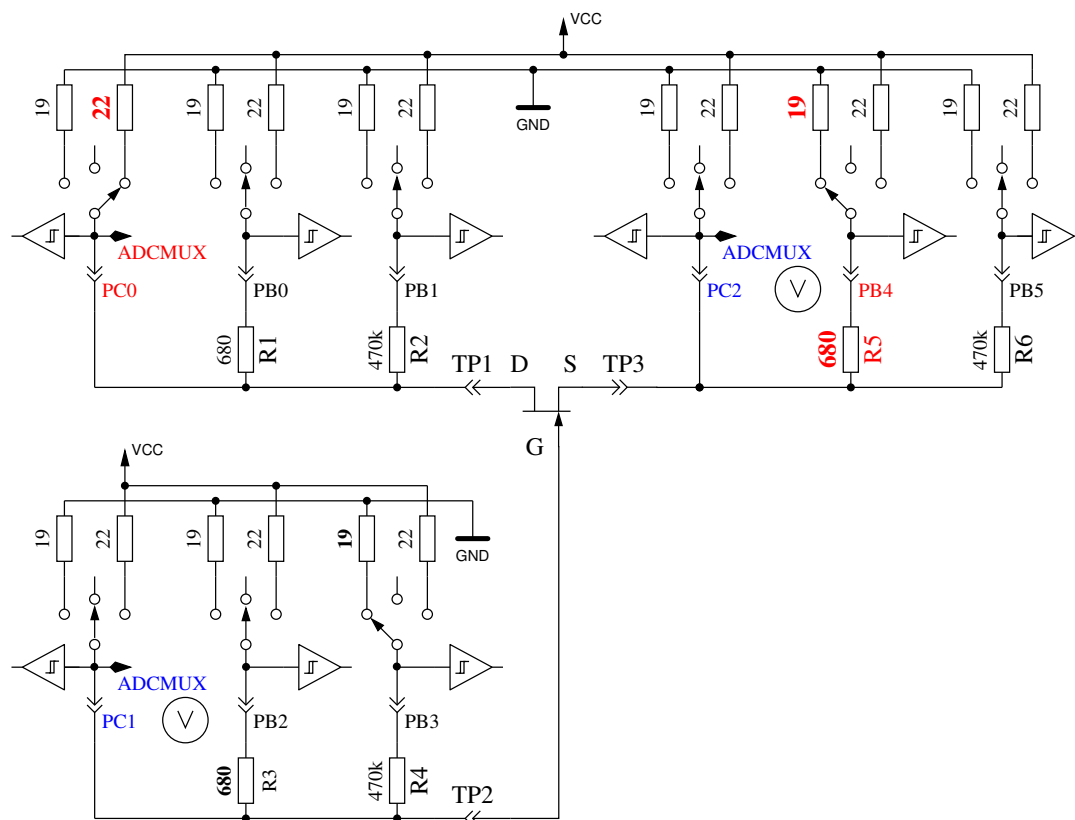 VCC
19 22 19 22 19 22 GND 19 22 19 22 19 22
ADCMUX ADCMUX
PC0 PB0 PB1 PC2 V PB4 PB5
680 R1 470k R2 680 R5 470k R6
TP1 D S TP3
G
VCC
19 22 19 22 19 22 GND
ADCMUX
PC1 V PB2 PB3
680 R3 470k R4
TP2